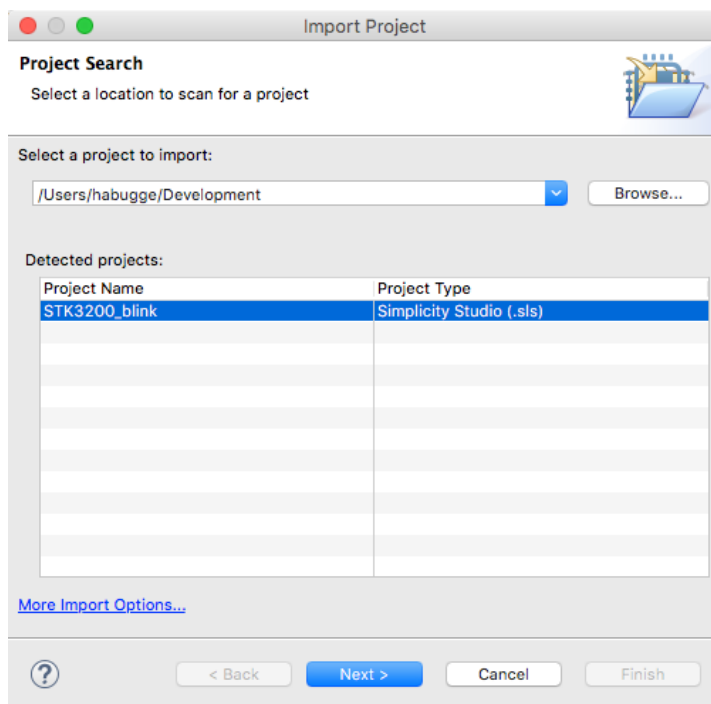 Import Project
Project Search
Select a location to scan for a project
Select a project to import:
/Users/habugge/Development
Browse...
Detected projects:
Project Name Project Type
STK3200_blink Simplicity Studio (.sls)
More Import Options...
? < Back Next > Cancel Finish